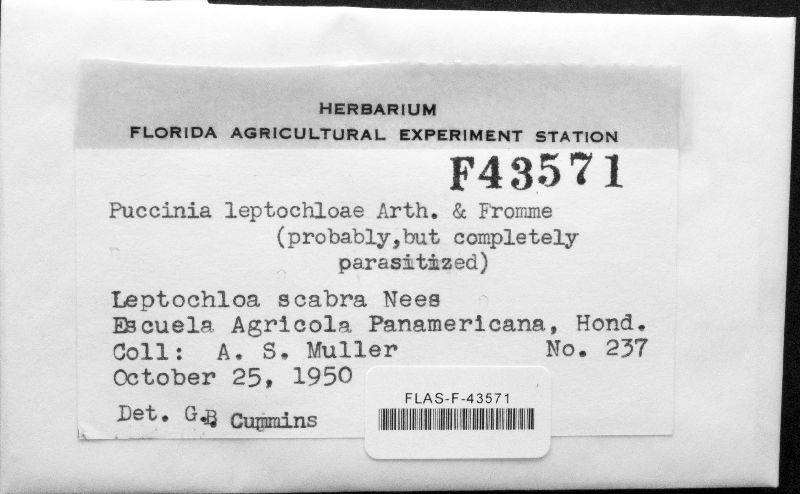 HERBARIUM
FLORIDA AGRICULTURAL EXPERIMENT STATION
F43571
Puccinia leptochloae Arth. & Fromme
(probably,but completely
parasitized)
Leptochloa scabra Nees
Escuela Agricola Panamericana, Hond.
Coll: A. S. Muller No. 237
October 25, 1950
Det. G.B. Cummins
FLAS-F-43571